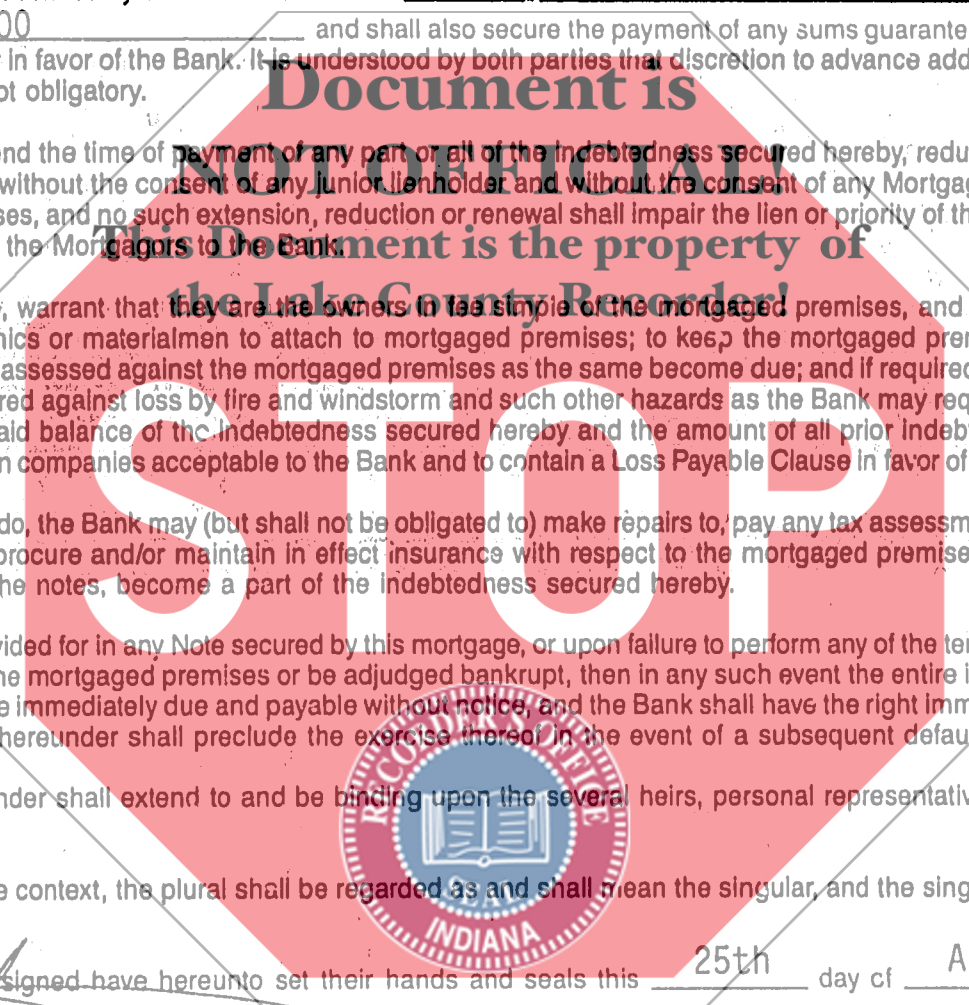 00 and shall also secure the payment of any sums guarante
r in favor of the Bank. It is understood by both parties that discretion to advance add
ot obligatory.
Document is
NOT OFFICIAL!
This Document is the property of
the Lake County Recorder!
nd the time of payment of any part or all of the indebtedness secured hereby, redu
without the consent of any junior lienholder and without the consent of any Mortga
ses, and no such extension, reduction or renewal shall impair the lien or priority of th
the Mortgagors to the Bank.
, warrant that they are the owners in fee simple of the mortgaged premises, and
nics or materialmen to attach to mortgaged premises; to keep the mortgaged prem
assessed against the mortgaged premises as the same become due; and if required
red against loss by fire and windstorm and such other hazards as the Bank may req
aid balance of the indebtedness secured hereby and the amount of all prior indeb
n companies acceptable to the Bank and to contain a Loss Payable Clause in favor of
STOP
do, the Bank may (but shall not be obligated to) make repairs to, pay any tax assessm
procure and/or maintain in effect insurance with respect to the mortgaged premise
he notes, become a part of the indebtedness secured hereby.
vided for in any Note secured by this mortgage, or upon failure to perform any of the ter
he mortgaged premises or be adjudged bankrupt, then in any such event the entire i
e immediately due and payable without notice, and the Bank shall have the right imm
hereunder shall preclude the exercise thereof in the event of a subsequent defau
nder shall extend to and be binding upon the several heirs, personal representativ
RECORDER'S OFFICE
SEAL
INDIANA
e context, the plural shall be regarded as and shall mean the singular, and the sing
signed have hereunto set their hands and seals this 25th day of A